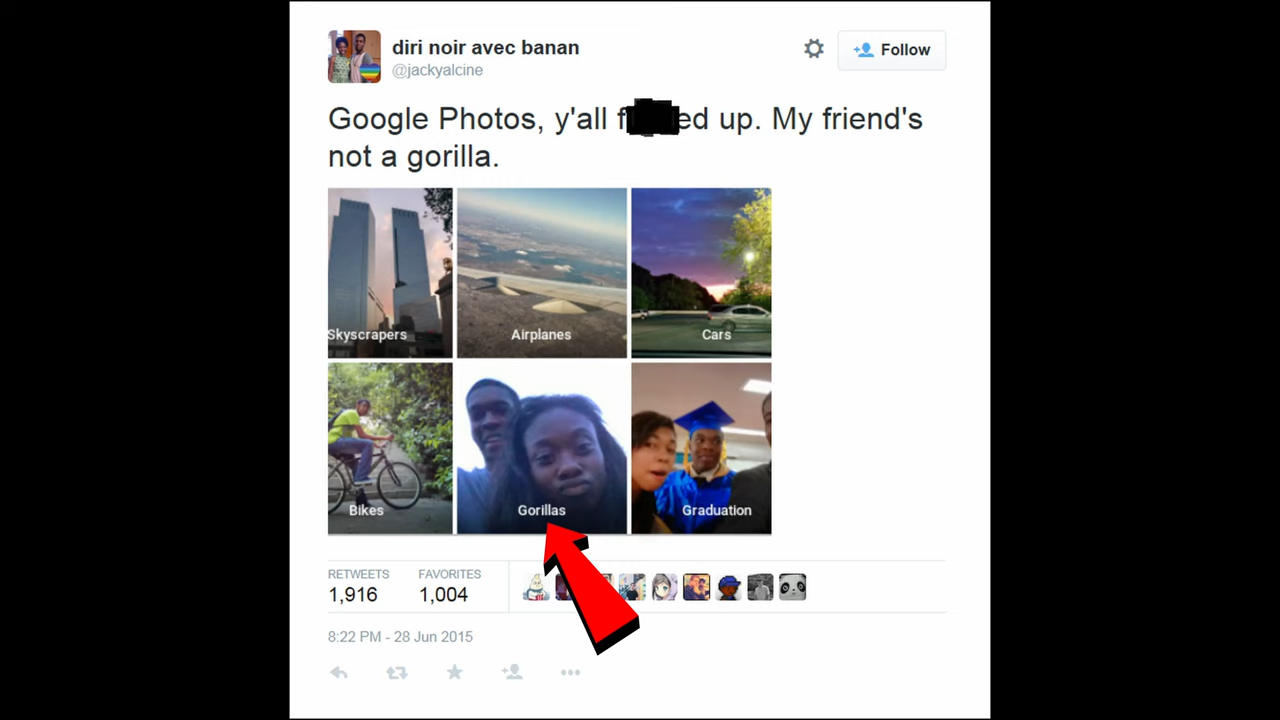 diri noir avec banan
@jackyalcine
Follow
Google Photos, y'all f ed up. My friend's
not a gorilla.
Skyscrapers
Airplanes
Cars
Bikes
Gorillas
Graduation
RETWEETS
FAVORITES
1,916
1,004
8:22 PM - 28 Jun 2015